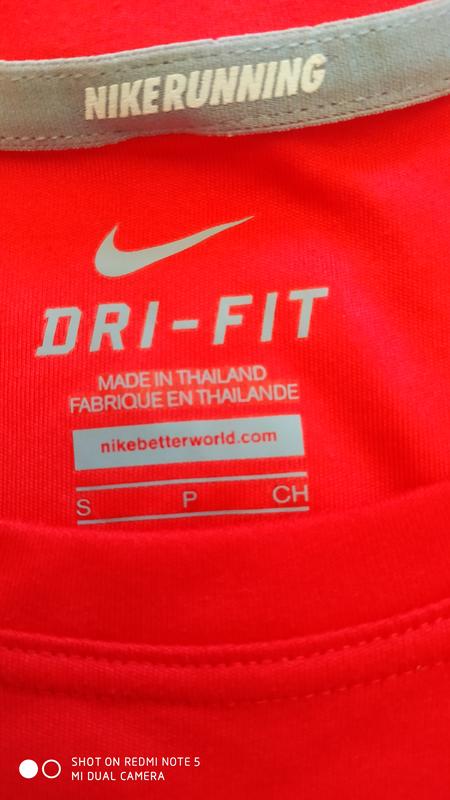 NIKERUNNING
DRI-FIT
MADE IN THAILAND
FABRIQUE EN THAILANDE
nikebetterworld.com
S P CH
SHOT ON REDMI NOTE 5
MI DUAL CAMERA